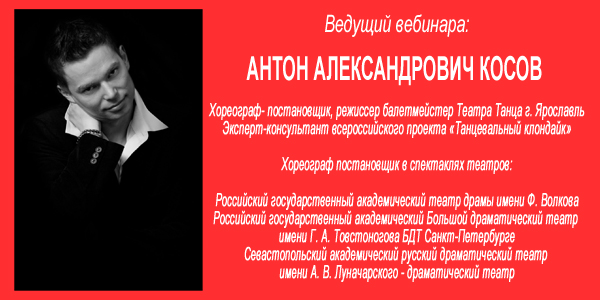 Ведущий вебинара:
АНТОН АЛЕКСАНДРОВИЧ КОСОВ
Хореограф- постановщик, режиссер балетмейстер Театра Танца г. Ярославль
Эксперт-консультант всероссийского проекта «Танцевальный клондайк»
Хореограф постановщик в спектаклях театров:
Российский государственный академический театр драмы имени Ф. Волкова
Российский государственный академический Большой драматический театр
имени Г. А. Товстоногова БДТ Санкт-Петербурге
Севастопольский академический русский драматический театр
имени А. В. Луначарского - драматический театр